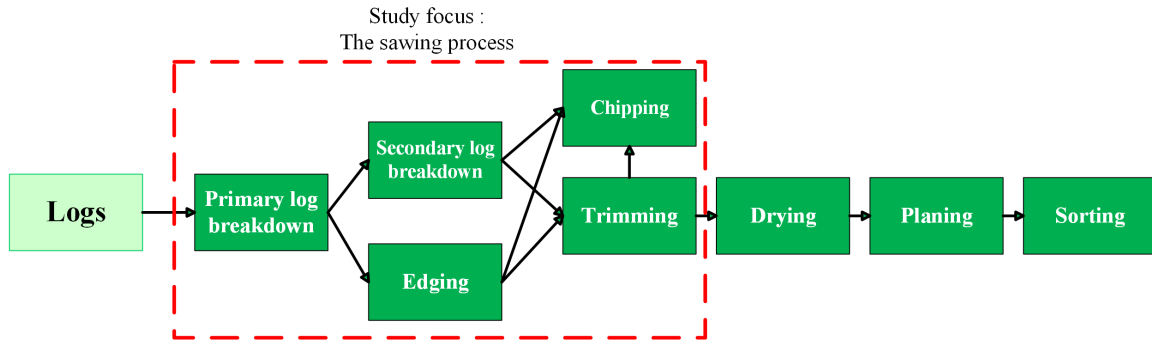 Study focus :
The sawing process
Logs
Primary log
breakdown
Secondary log
breakdown
Edging
Chipping
Trimming
Drying
Planing
Sorting